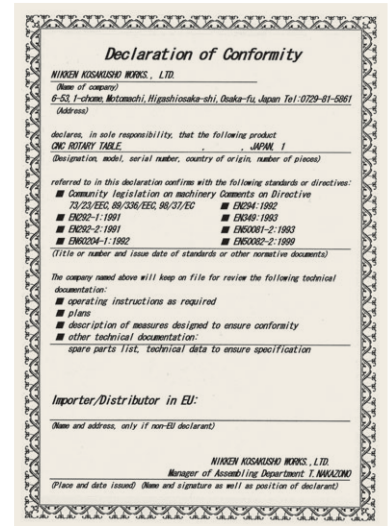 Declaration of Conformity
NIKKEN KOSAKUSHO WORKS., LTD.
(Name of company)
6-53, 1-chome, Motomachi, Higashiosaka-shi, Osaka-fu, Japan Tel:0729-81-5861
(Address)
declares, in sole responsibility, that the following product
CNC ROTARY TABLE, , , JAPAN, 1
(Designation, model, serial number, country of origin, number of pieces)
referred to in this declaration confirms with the following standards or directives:
■ Community legislation on machinery Comments on Directive
73/23/EEC, 89/336/EEC, 98/37/EC ■ EN294:1992
■ EN292-1:1991 ■ EN349:1993
■ EN292-2:1991 ■ EN50081-2:1993
■ EN60204-1:1992 ■ EN50082-2:1999
(Title or number and issue date of standards or other normative documents)
The company named above will keep on file for review the following technical
documentation:
■ operating instructions as required
■ plans
■ description of measures designed to ensure conformity
■ other technical documentation:
spare parts list, technical data to ensure specification
Importer/Distributor in EU:
(Name and address, only if non-EU declarant)
NIKKEN KOSAKUSHO WORKS., LTD.
Manager of Assembling Department T. NAKAZONO
(Place and date issued) (Name and signature as well as position of declarant)